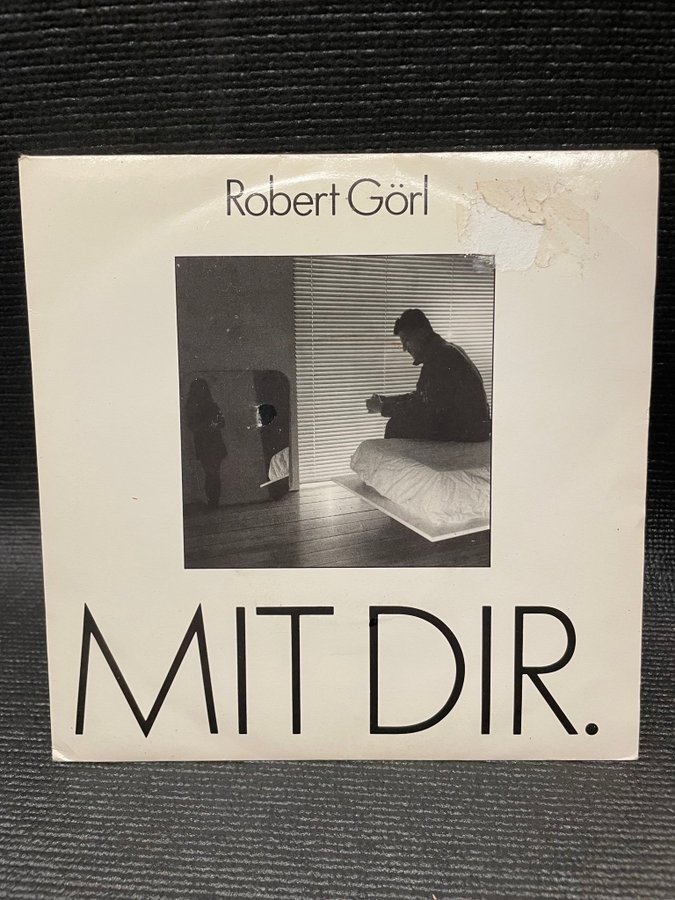 Robert Görl
MIT DIR.